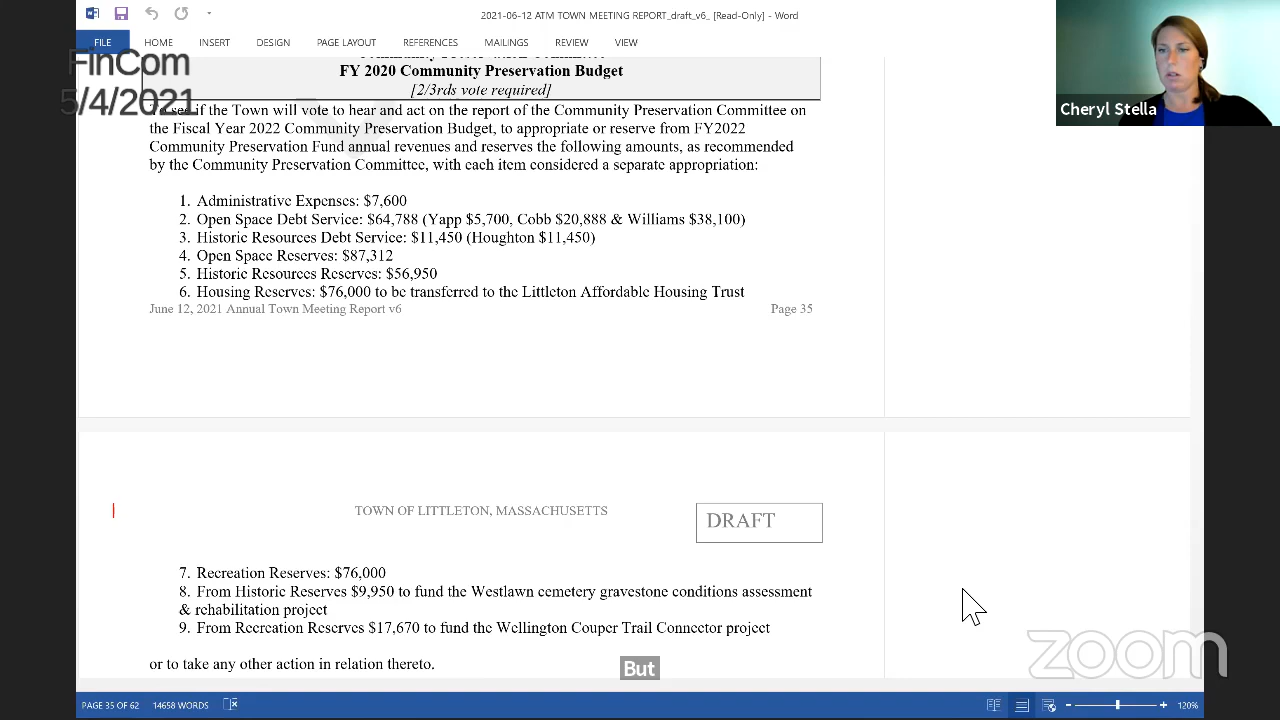 2021-06-12 ATM TOWN MEETING REPORT_draft_v6_ [Read-Only] - Word
FILE HOME INSERT DESIGN PAGE LAYOUT REFERENCES MAILINGS REVIEW VIEW
FinCom
5/4/2021
Cheryl Stella
FY 2020 Community Preservation Budget
[2/3rds vote required]
To see if the Town will vote to hear and act on the report of the Community Preservation Committee on
the Fiscal Year 2022 Community Preservation Budget, to appropriate or reserve from FY2022
Community Preservation Fund annual revenues and reserves the following amounts, as recommended
by the Community Preservation Committee, with each item considered a separate appropriation:
1. Administrative Expenses: $7,600
2. Open Space Debt Service: $64,788 (Yapp $5,700, Cobb $20,888 & Williams $38,100)
3. Historic Resources Debt Service: $11,450 (Houghton $11,450)
4. Open Space Reserves: $87,312
5. Historic Resources Reserves: $56,950
6. Housing Reserves: $76,000 to be transferred to the Littleton Affordable Housing Trust
June 12, 2021 Annual Town Meeting Report v6 Page 35
TOWN OF LITTLETON, MASSACHUSETTS
DRAFT
7. Recreation Reserves: $76,000
8. From Historic Reserves $9,950 to fund the Westlawn cemetery gravestone conditions assessment
& rehabilitation project
9. From Recreation Reserves $17,670 to fund the Wellington Couper Trail Connector project
or to take any other action in relation thereto.
But
zoom
PAGE 35 OF 62 14658 WORDS 120%